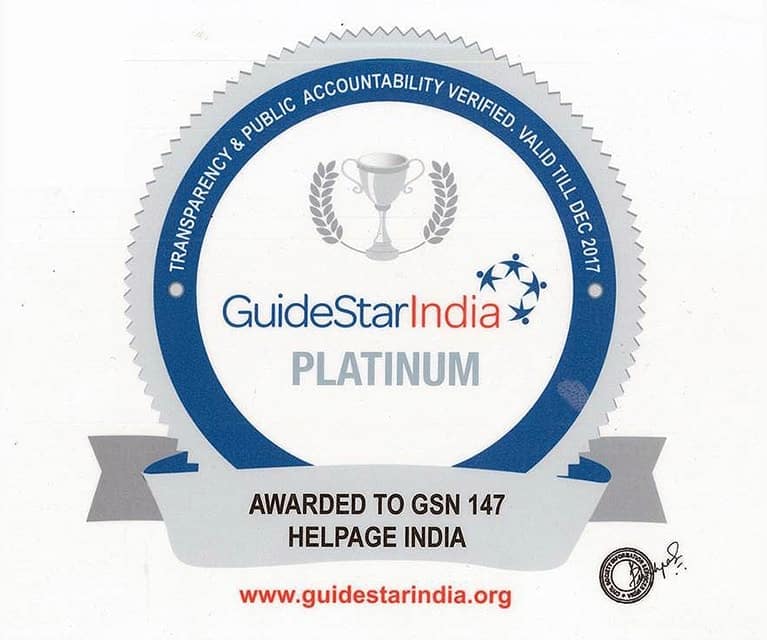 TRANSPARENCY & PUBLIC ACCOUNTABILITY VERIFIED. VALID TILL DEC 2017
GuideStarIndia
PLATINUM
AWARDED TO GSN 147
HELPAGE INDIA
www.guidestarindia.org